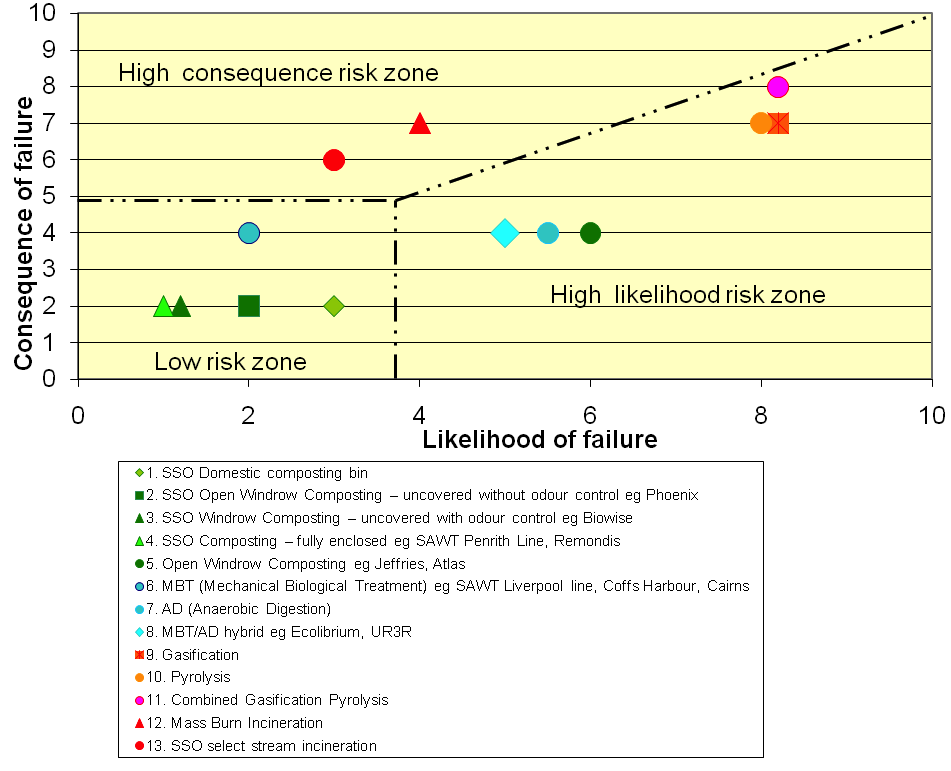 10
9
8
7
6
5
4
3
2
1
0
Consequence of failure
High consequence risk zone
High likelihood risk zone
Low risk zone
0 2 4 6 8 10
Likelihood of failure
1. SSO Domestic composting bin
2. SSO Open Windrow Composting – uncovered without odour control eg Phoenix
3. SSO Windrow Composting – uncovered with odour control eg Biowise
4. SSO Composting – fully enclosed eg SAWT Penrith Line, Remondis
5. Open Windrow Composting eg Jeffries, Atlas
6. MBT (Mechanical Biological Treatment) eg SAWT Liverpool line, Coffs Harbour, Cairns
7. AD (Anaerobic Digestion)
8. MBT/AD hybrid eg Ecolibrium, UR3R
9. Gasification
10. Pyrolysis
11. Combined Gasification Pyrolysis
12. Mass Burn Incineration
13. SSO select stream incineration